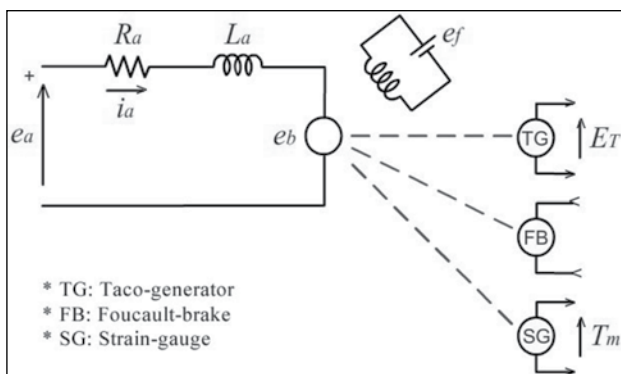 Ra
La
ef
+
ia
ea
eb
TG
ET
FB
* TG: Taco-generator
* FB: Foucault-brake
* SG: Strain-gauge
SG
Tm